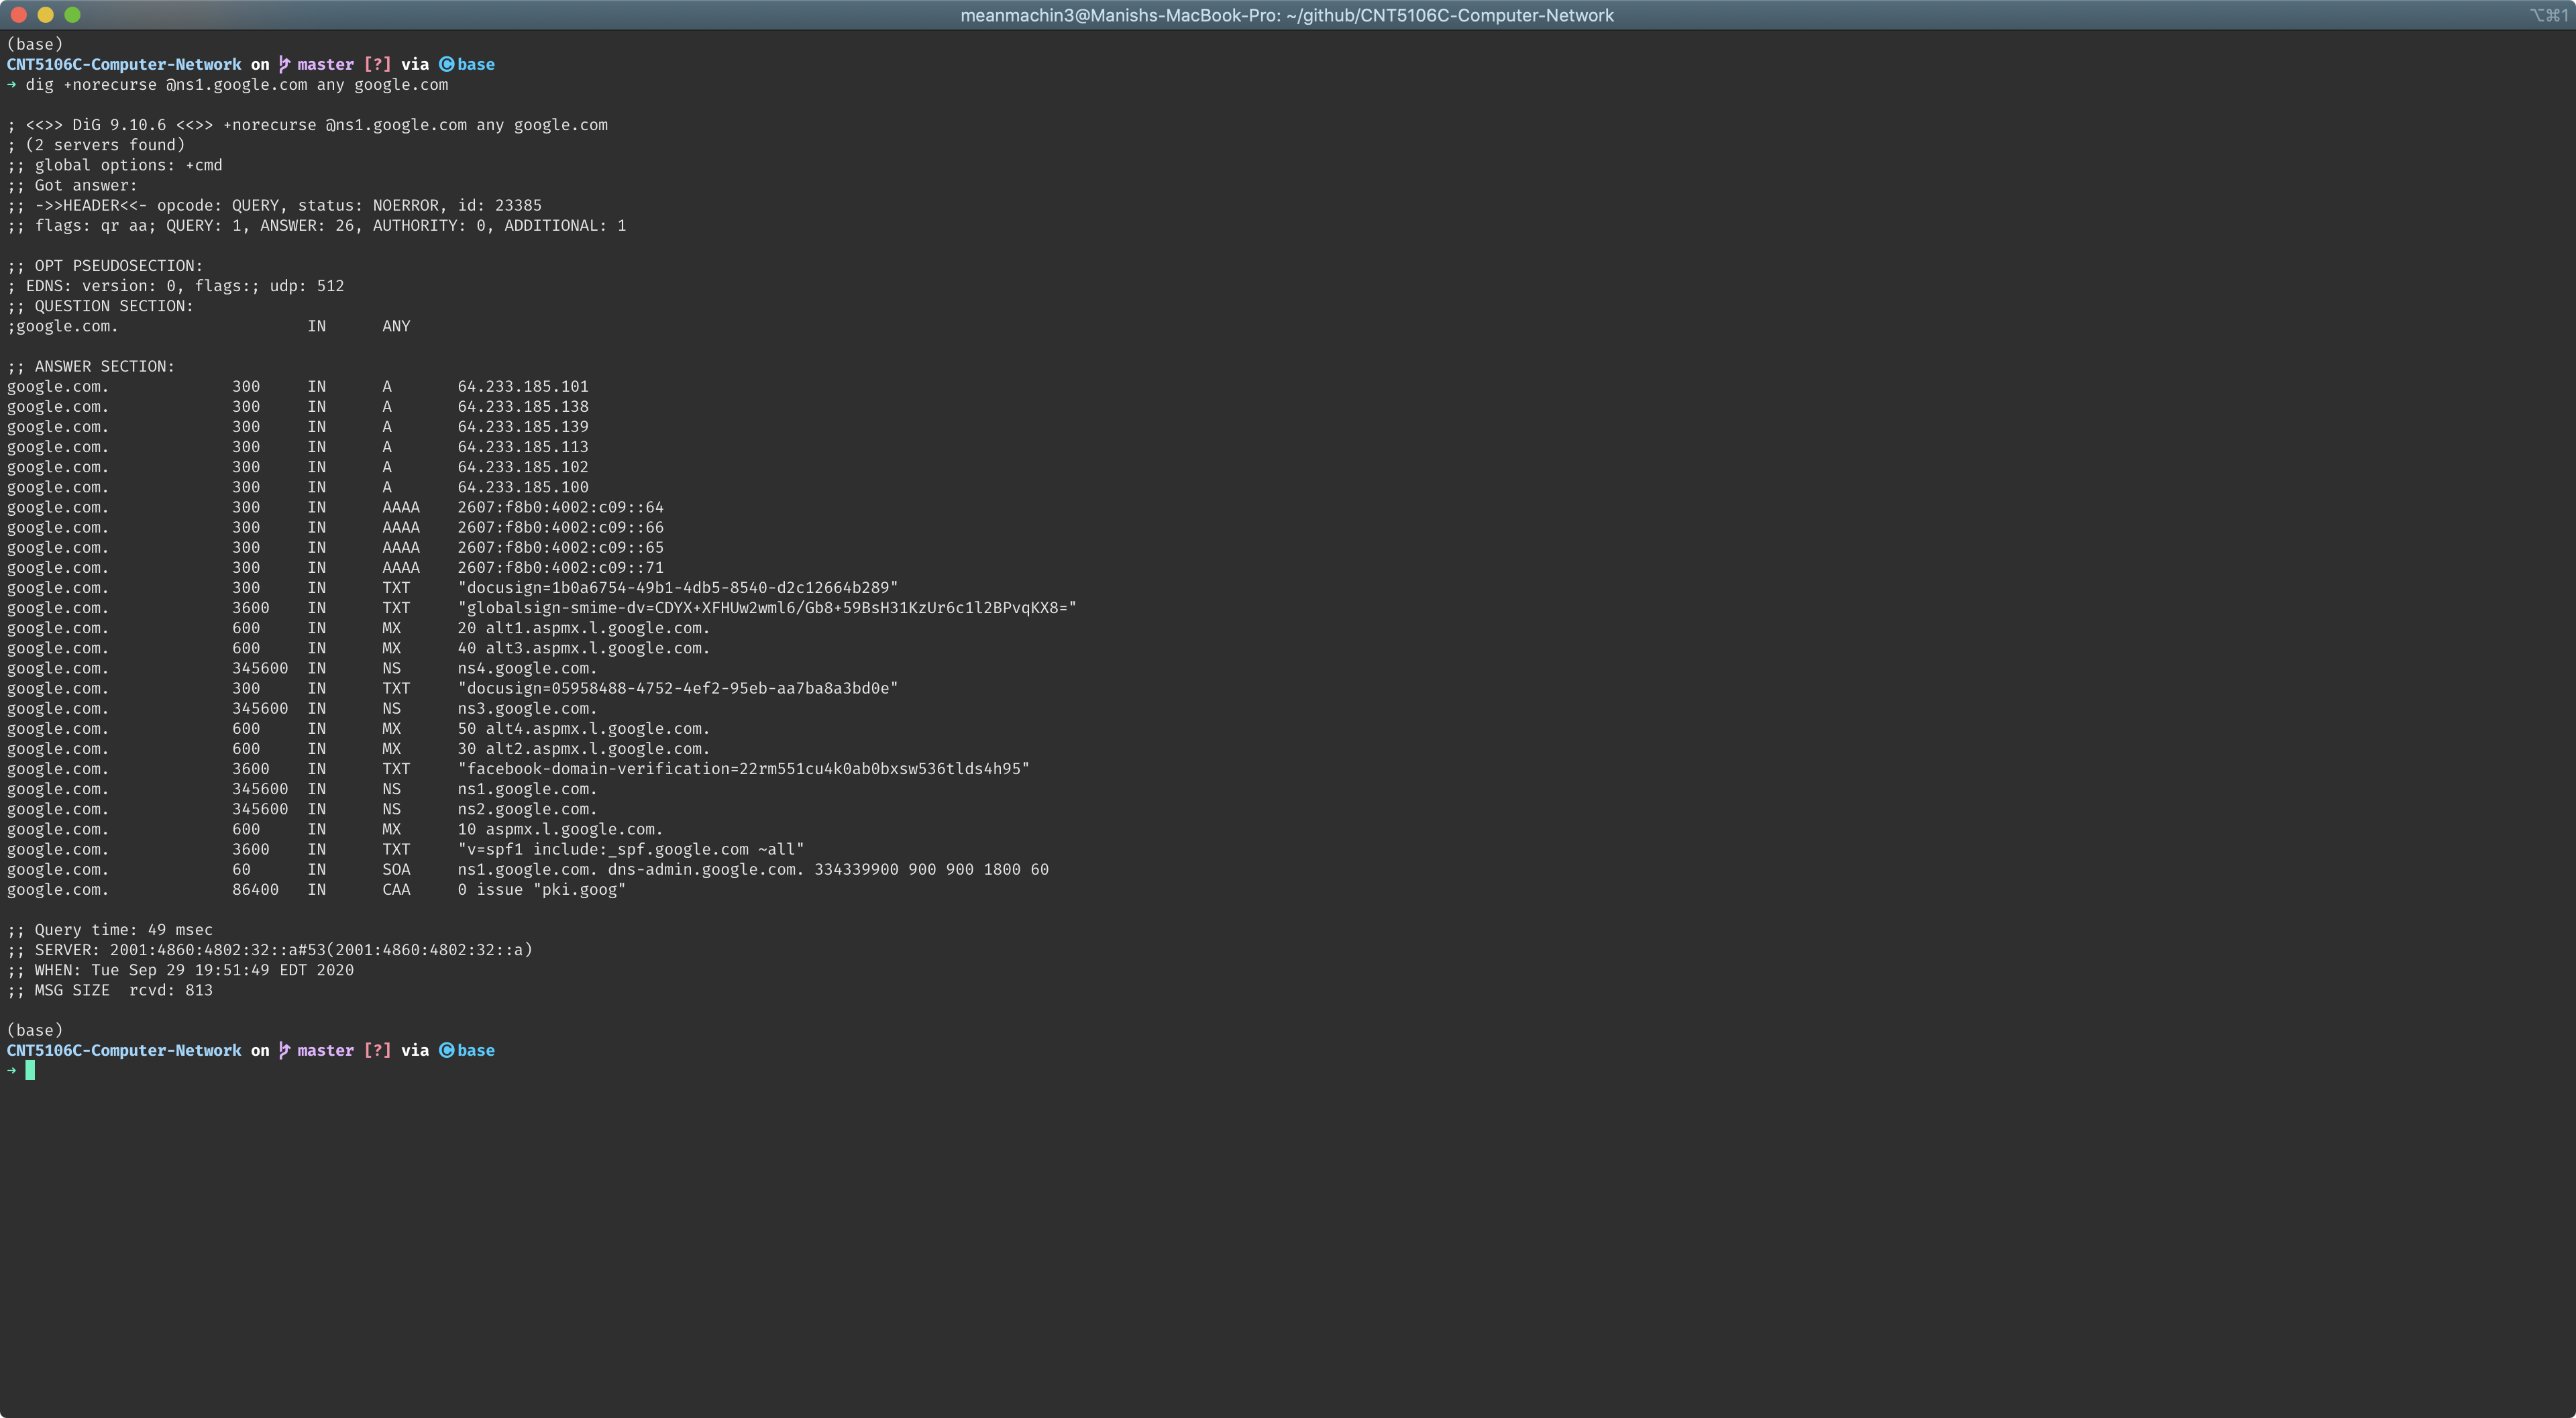 meanmachin3@Manishs-MacBook-Pro: ~/github/CNT5106C-Computer-Network ⌥⌘1
(base)
CNT5106C-Computer-Network on master [?] via base
→ dig +norecurse @ns1.google.com any google.com
; <<>> DiG 9.10.6 <<>> +norecurse @ns1.google.com any google.com
; (2 servers found)
;; global options: +cmd
;; Got answer:
;; ->>HEADER<<- opcode: QUERY, status: NOERROR, id: 23385
;; flags: qr aa; QUERY: 1, ANSWER: 26, AUTHORITY: 0, ADDITIONAL: 1
;; OPT PSEUDOSECTION:
; EDNS: version: 0, flags:; udp: 512
;; QUESTION SECTION:
;google.com. IN ANY
;; ANSWER SECTION:
google.com. 300 IN A 64.233.185.101
google.com. 300 IN A 64.233.185.138
google.com. 300 IN A 64.233.185.139
google.com. 300 IN A 64.233.185.113
google.com. 300 IN A 64.233.185.102
google.com. 300 IN A 64.233.185.100
google.com. 300 IN AAAA 2607:f8b0:4002:c09::64
google.com. 300 IN AAAA 2607:f8b0:4002:c09::66
google.com. 300 IN AAAA 2607:f8b0:4002:c09::65
google.com. 300 IN AAAA 2607:f8b0:4002:c09::71
google.com. 300 IN TXT "docusign=1b0a6754-49b1-4db5-8540-d2c12664b289"
google.com. 3600 IN TXT "globalsign-smime-dv=CDYX+XFHUw2wml6/Gb8+59BsH31KzUr6c1l2BPvqKX8="
google.com. 600 IN MX 20 alt1.aspmx.l.google.com.
google.com. 600 IN MX 40 alt3.aspmx.l.google.com.
google.com. 345600 IN NS ns4.google.com.
google.com. 300 IN TXT "docusign=05958488-4752-4ef2-95eb-aa7ba8a3bd0e"
google.com. 345600 IN NS ns3.google.com.
google.com. 600 IN MX 50 alt4.aspmx.l.google.com.
google.com. 600 IN MX 30 alt2.aspmx.l.google.com.
google.com. 3600 IN TXT "facebook-domain-verification=22rm551cu4k0ab0bxsw536tlds4h95"
google.com. 345600 IN NS ns1.google.com.
google.com. 345600 IN NS ns2.google.com.
google.com. 600 IN MX 10 aspmx.l.google.com.
google.com. 3600 IN TXT "v=spf1 include:_spf.google.com ~all"
google.com. 60 IN SOA ns1.google.com. dns-admin.google.com. 334339900 900 900 1800 60
google.com. 86400 IN CAA 0 issue "pki.goog"
;; Query time: 49 msec
;; SERVER: 2001:4860:4802:32::a#53(2001:4860:4802:32::a)
;; WHEN: Tue Sep 29 19:51:49 EDT 2020
;; MSG SIZE rcvd: 813
(base)
CNT5106C-Computer-Network on master [?] via base
→